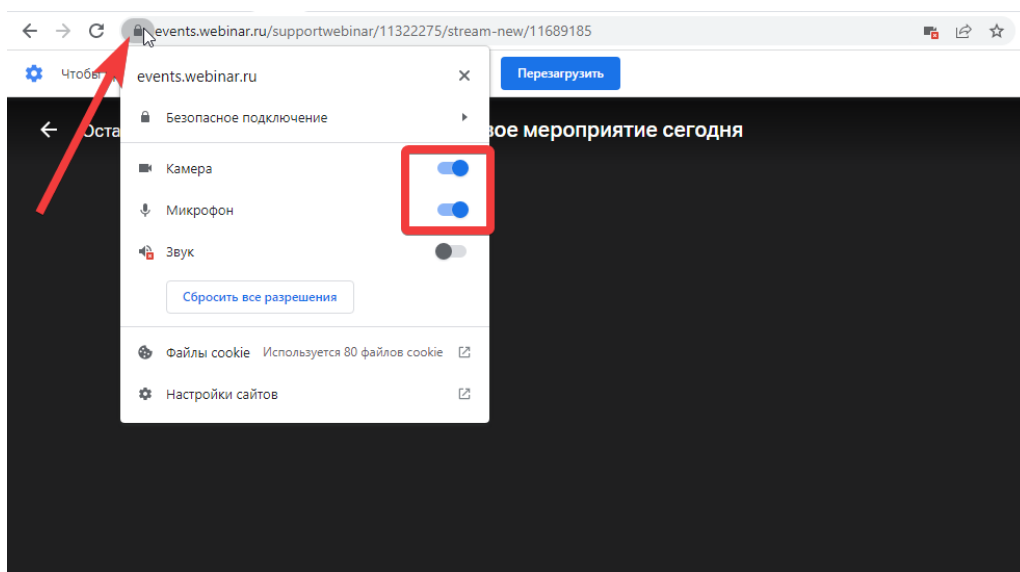 events.webinar.ru/supportwebinar/11322275/stream-new/11689185
Чтобы
events.webinar.ru
Перезагрузить
Безопасное подключение
Оста
вое мероприятие сегодня
Камера
Микрофон
Звук
Сбросить все разрешения
Файлы cookie Используется 80 файлов cookie
Настройки сайтов